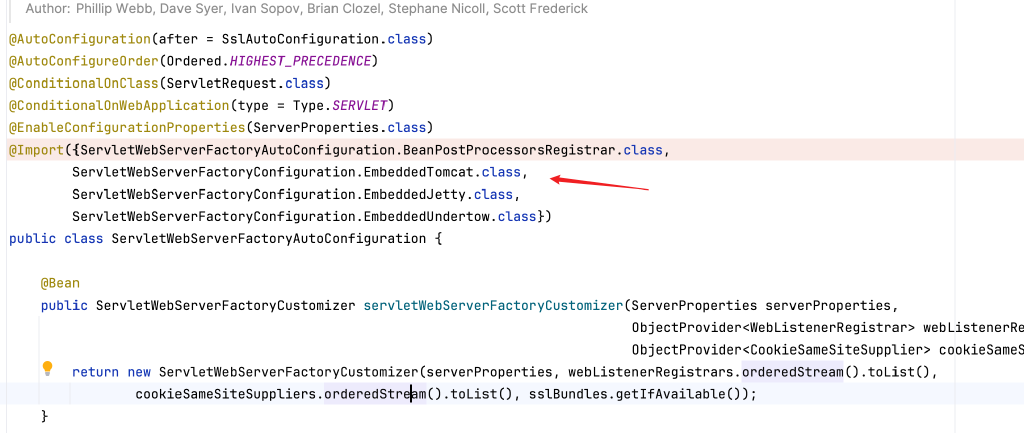 Author: Phillip Webb, Dave Syer, Ivan Sopov, Brian Clozel, Stephane Nicoll, Scott Frederick
@AutoConfiguration(after = SslAutoConfiguration.class)
@AutoConfigureOrder(Ordered.HIGHEST_PRECEDENCE)
@ConditionalOnClass(ServletRequest.class)
@ConditionalOnWebApplication(type = Type.SERVLET)
@EnableConfigurationProperties(ServerProperties.class)
@Import({ServletWebServerFactoryAutoConfiguration.BeanPostProcessorsRegistrar.class,
ServletWebServerFactoryConfiguration.EmbeddedTomcat.class,
ServletWebServerFactoryConfiguration.EmbeddedJetty.class,
ServletWebServerFactoryConfiguration.EmbeddedUndertow.class})
public class ServletWebServerFactoryAutoConfiguration {
@Bean
public ServletWebServerFactoryCustomizer servletWebServerFactoryCustomizer(ServerProperties serverProperties,
ObjectProvider<WebListenerRegistrar> webListenerRe
ObjectProvider<CookieSameSiteSupplier> cookieSameS
return new ServletWebServerFactoryCustomizer(serverProperties, webListenerRegistrars.orderedStream().toList(),
cookieSameSiteSuppliers.orderedStream().toList(), sslBundles.getIfAvailable());
}